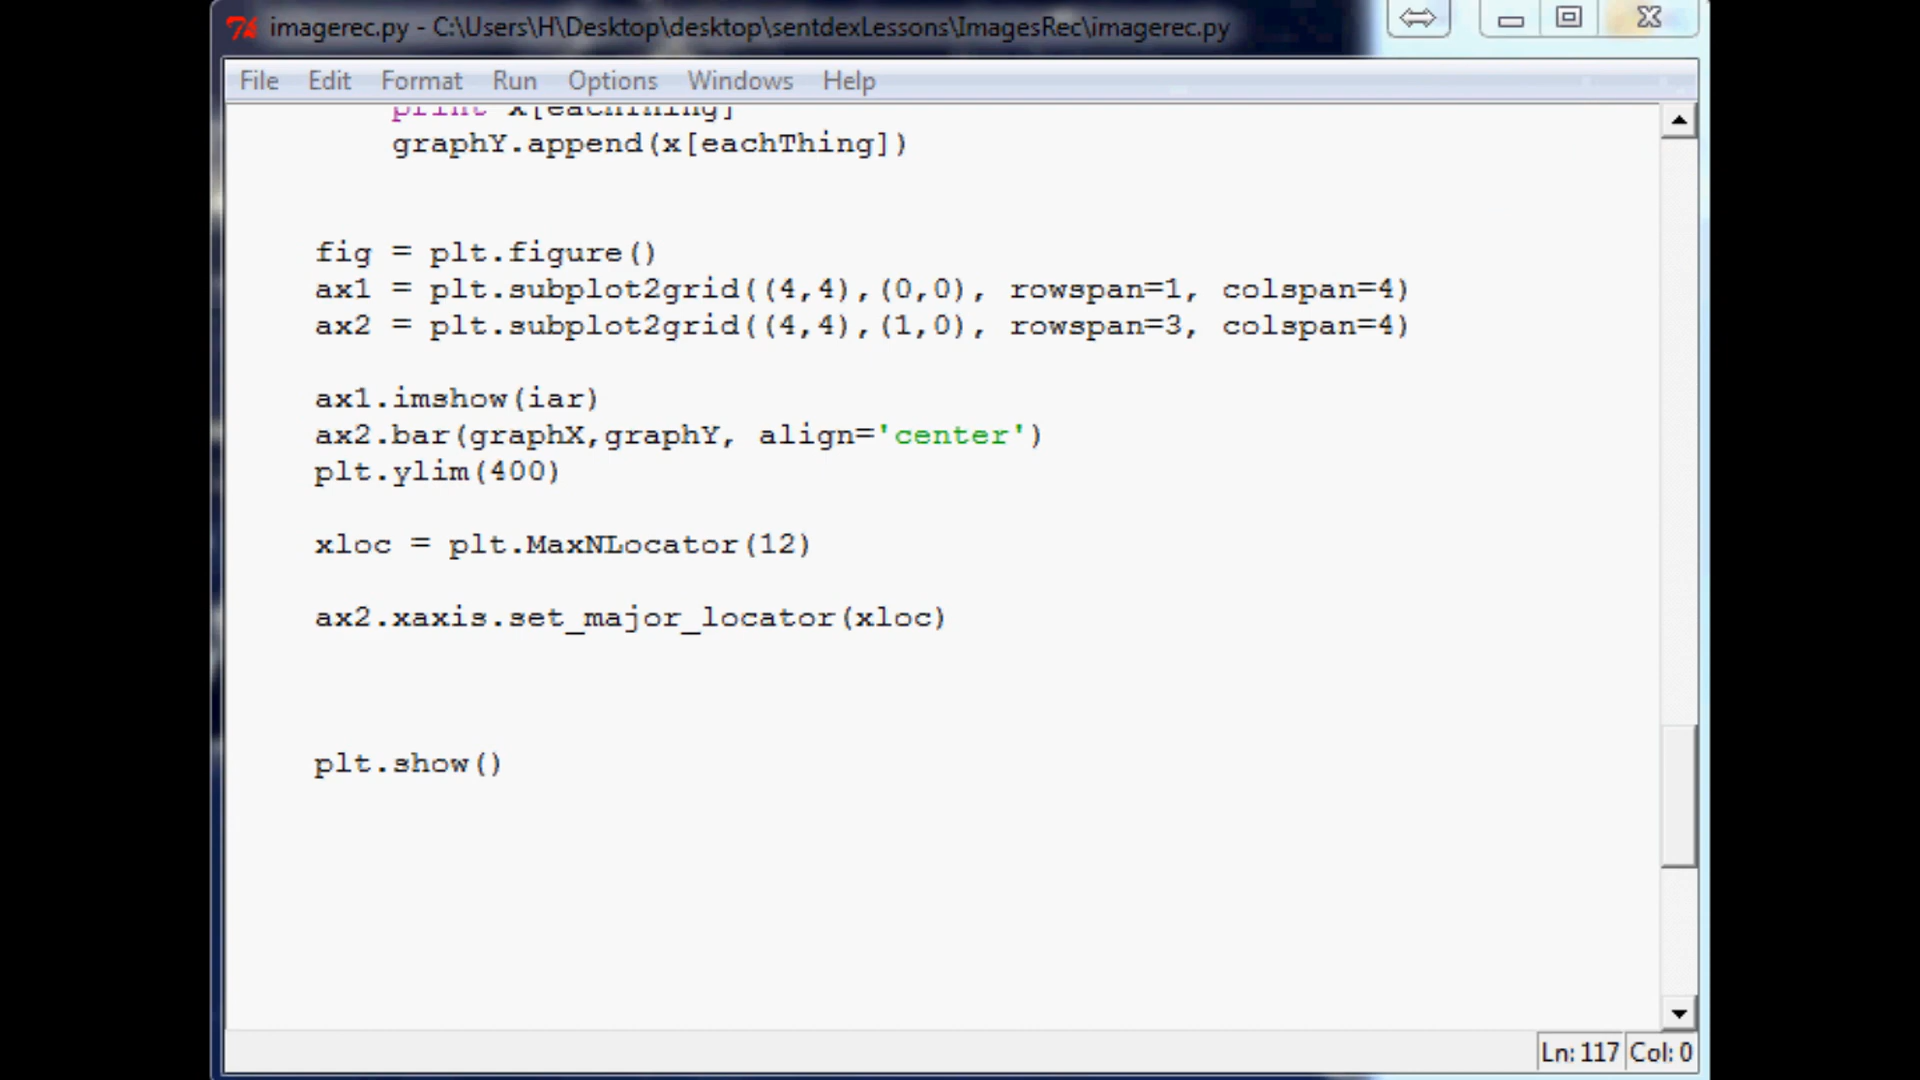 imagerec.py - C:\Users\H\Desktop\desktop\sentdexLessons\ImagesRec\imagerec.py
File Edit Format Run Options Windows Help
print x[eachThing]
graphY.append(x[eachThing])
fig = plt.figure()
ax1 = plt.subplot2grid((4,4),(0,0), rowspan=1, colspan=4)
ax2 = plt.subplot2grid((4,4),(1,0), rowspan=3, colspan=4)
ax1.imshow(iar)
ax2.bar(graphX,graphY, align='center')
plt.ylim(400)
xloc = plt.MaxNLocator(12)
ax2.xaxis.set_major_locator(xloc)
plt.show()
Ln: 117 Col: 0